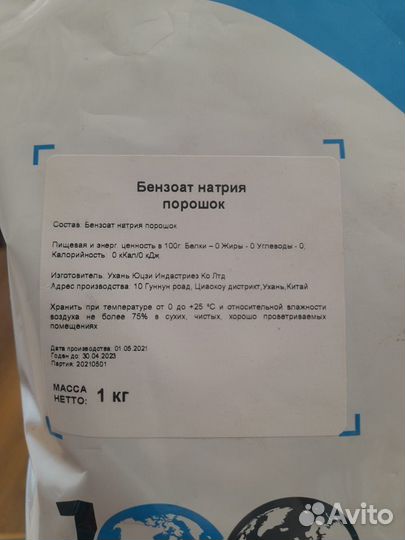 Бензоат натрия
порошок
Состав: Бензоат натрия порошок
Пищевая и энерг. ценность в 100г. Белки – 0 Жиры - 0 Углеводы - 0,
Калорийность : 0 кКал/0 кДж
Изготовитель: Ухань Юцзи Индастриез Ко Лтд
Адрес производства: 10 Гуннун роад, Циаокоу дистрикт,Ухань,Китай
Хранить при температуре от 0 до +25 °С и относительной влажности
воздуха не более 75% в сухих, чистых, хорошо проветриваемых
помещениях
Дата производства: 01.05.2021
Годен до: 30.04.2023
Партия: 20210501
МАССА
НЕТТО: 1 кг
100
Avito